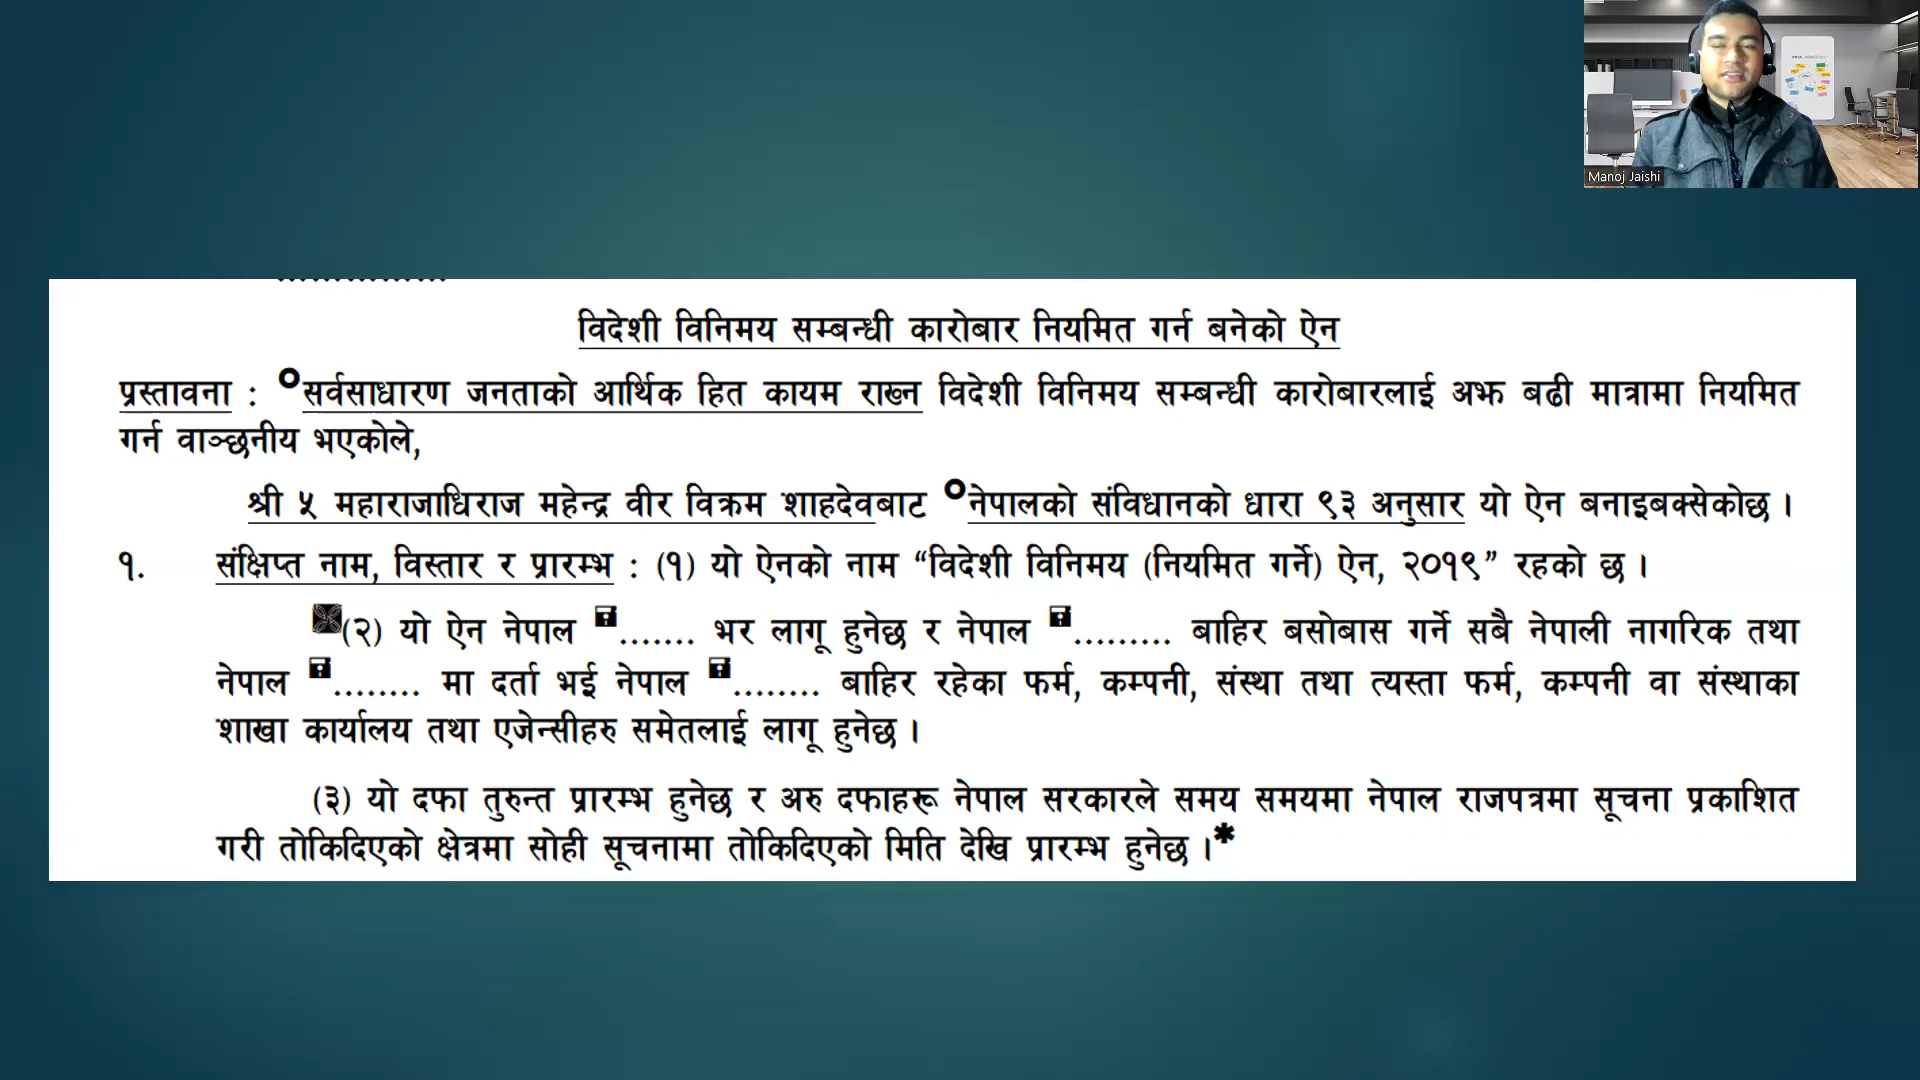 Manoj Jaishi
विदेशी विनिमय सम्बन्धी कारोबार नियमित गर्न बनेको ऐन
प्रस्तावना : सर्वसाधारण जनताको आर्थिक हित कायम राख्न विदेशी विनिमय सम्बन्धी कारोबारलाई अझ बढी मात्रामा नियमित
गर्न वाञ्छनीय भएकोले,
श्री ५ महाराजाधिराज महेन्द्र वीर विक्रम शाहदेवबाट नेपालको संविधानको धारा ९३ अनुसार यो ऐन बनाइबक्सेकोछ ।
१. संक्षिप्त नाम, विस्तार र प्रारम्भ : (१) यो ऐनको नाम “विदेशी विनिमय (नियमित गर्ने) ऐन, २०१९” रहको छ ।
(२) यो ऐन नेपाल ....... भर लागू हुनेछ र नेपाल ......... बाहिर बसोबास गर्ने सबै नेपाली नागरिक तथा
नेपाल ........ मा दर्ता भई नेपाल ........ बाहिर रहेका फर्म, कम्पनी, संस्था तथा त्यस्ता फर्म, कम्पनी वा संस्थाका
शाखा कार्यालय तथा एजेन्सीहरु समेतलाई लागू हुनेछ ।
(३) यो दफा तुरुन्त प्रारम्भ हुनेछ र अरु दफाहरू नेपाल सरकारले समय समयमा नेपाल राजपत्रमा सूचना प्रकाशित
गरी तोकिदिएको क्षेत्रमा सोही सूचनामा तोकिदिएको मिति देखि प्रारम्भ हुनेछ ।*